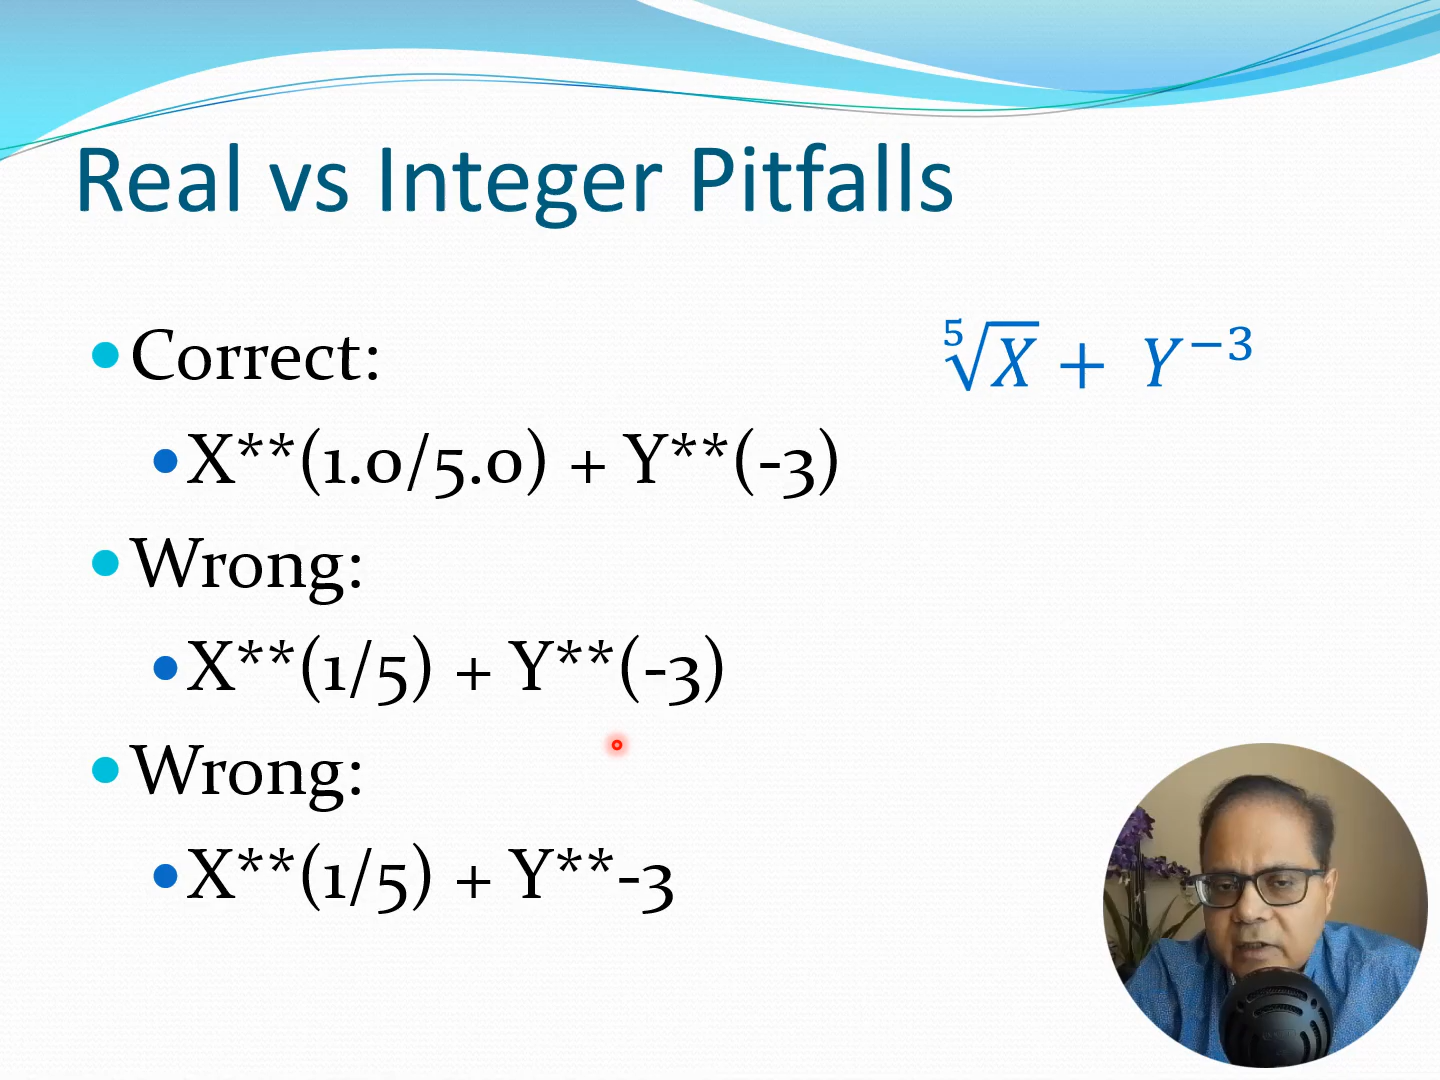 Real vs Integer Pitfalls
Correct:
⁵√X + Y⁻³
X**(1.0/5.0) + Y**(-3)
Wrong:
X**(1/5) + Y**(-3)
Wrong:
X**(1/5) + Y**-3